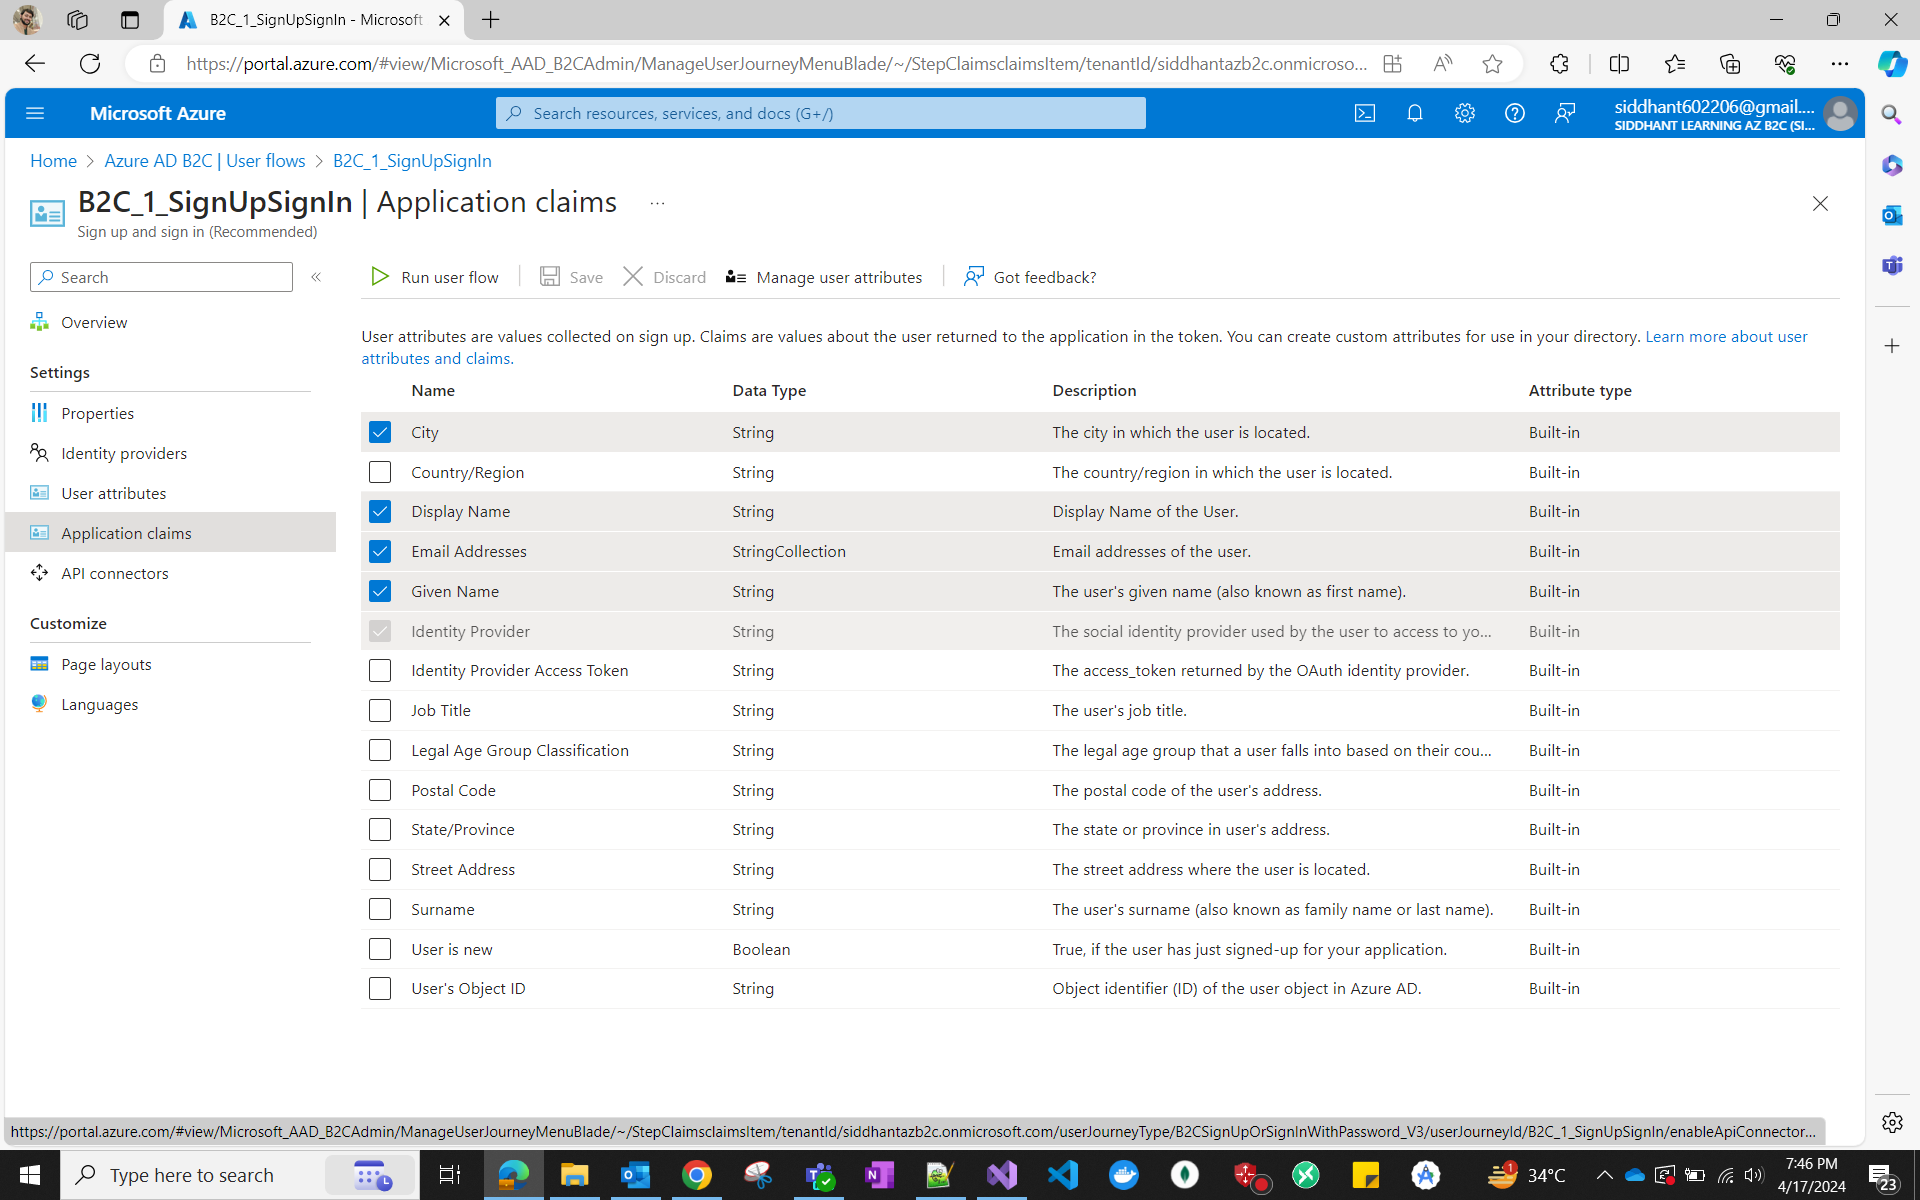 B2C_1_SignUpSignIn - Microsoft
https://portal.azure.com/#view/Microsoft_AAD_B2CAdmin/ManageUserJourneyMenuBlade/~/StepClaimsclaimsItem/tenantId/siddhantazb2c.onmicroso...
Microsoft Azure
Search resources, services, and docs (G+/)
siddhant602206@gmail....
SIDDHANT LEARNING AZ B2C (SI...
Home > Azure AD B2C | User flows > B2C_1_SignUpSignIn
B2C_1_SignUpSignIn | Application claims ...
Sign up and sign in (Recommended)
Search
Run user flow Save Discard Manage user attributes Got feedback?
Overview
Settings
Properties
Identity providers
User attributes
Application claims
API connectors
Customize
Page layouts
Languages
User attributes are values collected on sign up. Claims are values about the user returned to the application in the token. You can create custom attributes for use in your directory. Learn more about user
attributes and claims.
Name Data Type Description Attribute type
City String The city in which the user is located. Built-in
Country/Region String The country/region in which the user is located. Built-in
Display Name String Display Name of the User. Built-in
Email Addresses StringCollection Email addresses of the user. Built-in
Given Name String The user's given name (also known as first name). Built-in
Identity Provider String The social identity provider used by the user to access to yo... Built-in
Identity Provider Access Token String The access_token returned by the OAuth identity provider. Built-in
Job Title String The user's job title. Built-in
Legal Age Group Classification String The legal age group that a user falls into based on their cou... Built-in
Postal Code String The postal code of the user's address. Built-in
State/Province String The state or province in user's address. Built-in
Street Address String The street address where the user is located. Built-in
Surname String The user's surname (also known as family name or last name). Built-in
User is new Boolean True, if the user has just signed-up for your application. Built-in
User's Object ID String Object identifier (ID) of the user object in Azure AD. Built-in
https://portal.azure.com/#view/Microsoft_AAD_B2CAdmin/ManageUserJourneyMenuBlade/~/StepClaimsclaimsItem/tenantId/siddhantazb2c.onmicrosoft.com/userJourneyType/B2CSignUpOrSignInWithPassword_V3/userJourneyId/B2C_1_SignUpSignIn/enableApiConnector...
Type here to search
1
34°C
7:46 PM
4/17/2024
23